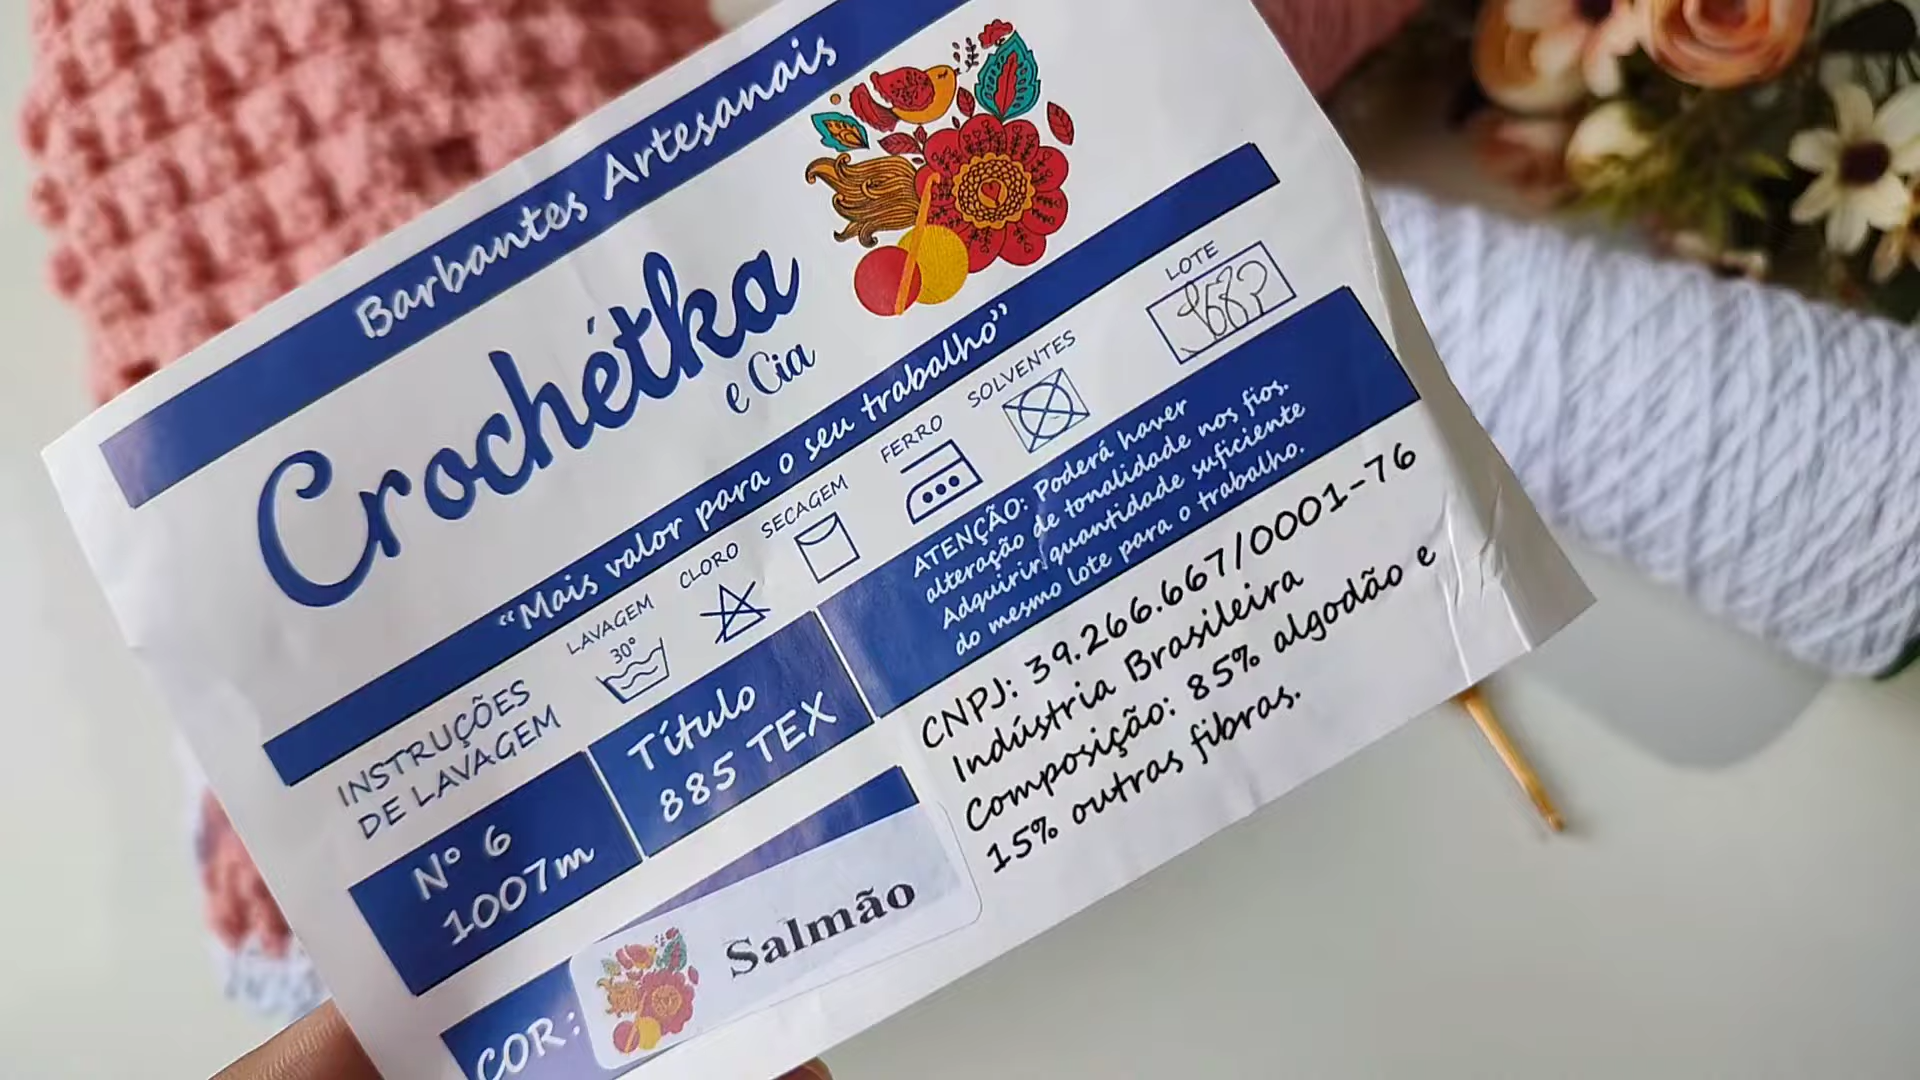 Barbantes Artesanais
Crochétka
e Cia
“Mais valor para o seu trabalho”
INSTRUÇÕES
DE LAVAGEM
LAVAGEM
30°
CLORO
SECAGEM
FERRO
SOLVENTES
LOTE
Nº 6
1007m
Título
885 TEX
ATENÇÃO: Poderá haver
alteração de tonalidade nos fios.
Adquirir quantidade suficiente
do mesmo lote para o trabalho.
CNPJ: 39.266.667/0001-76
Indústria Brasileira
Composição: 85% algodão e
15% outras fibras.
COR:
Salmão